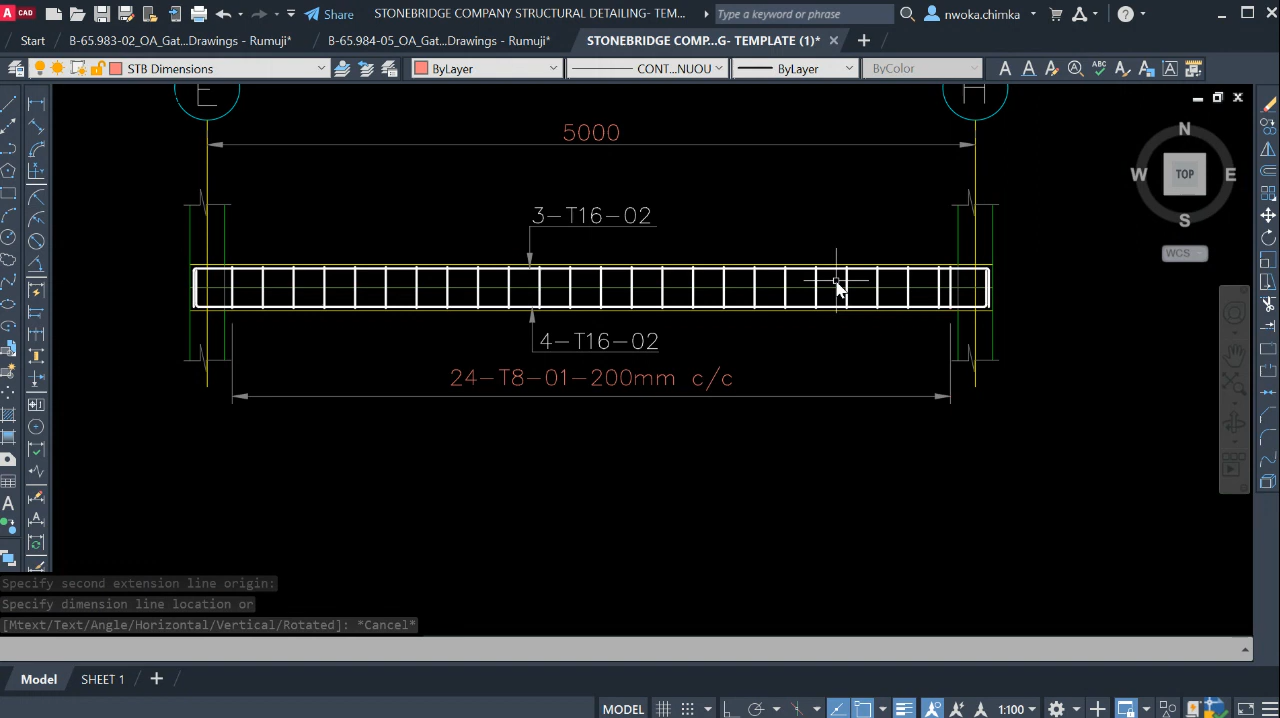 CAD
Share
STONEBRIDGE COMPANY STRUCTURAL DETAILING- TEM...
Type a keyword or phrase
nwoka.chimka
Start
B-65.983-02_OA_Gat...Drawings - Rumuji*
B-65.984-05_OA_Gat...Drawings - Rumuji*
STONEBRIDGE COMP...G- TEMPLATE (1)*
STB Dimensions
ByLayer
CONT...NUOU
ByLayer
ByColor
E
H
5000
3-T16-02
4-T16-02
24-T8-01-200mm c/c
N
W
TOP
E
S
WCS
Specify second extension line origin:
Specify dimension line location or
[Mtext/Text/Angle/Horizontal/Vertical/Rotated]: *Cancel*
Model
SHEET 1
MODEL
1:100